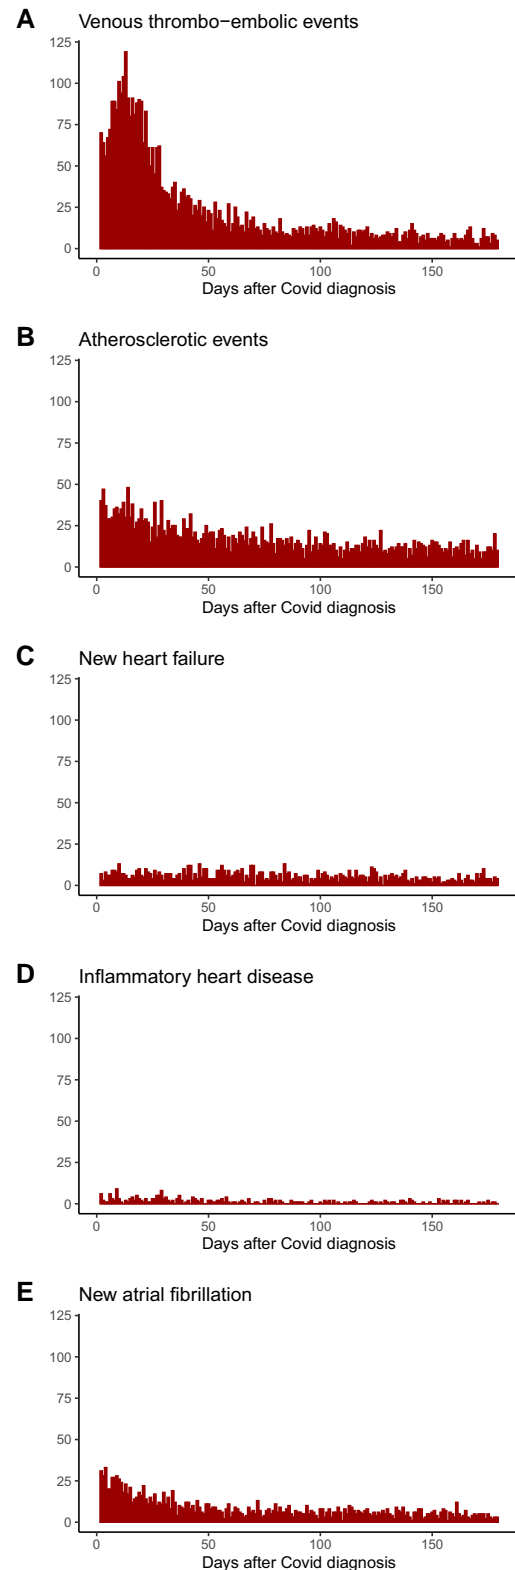 A Venous thrombo−embolic events
125
100
75
50
25
0
0 50 100 150
Days after Covid diagnosis
B Atherosclerotic events
125
100
75
50
25
0
0 50 100 150
Days after Covid diagnosis
C New heart failure
125
100
75
50
25
0
0 50 100 150
Days after Covid diagnosis
D Inflammatory heart disease
125
100
75
50
25
0
0 50 100 150
Days after Covid diagnosis
E New atrial fibrillation
125
100
75
50
25
0
0 50 100 150
Days after Covid diagnosis